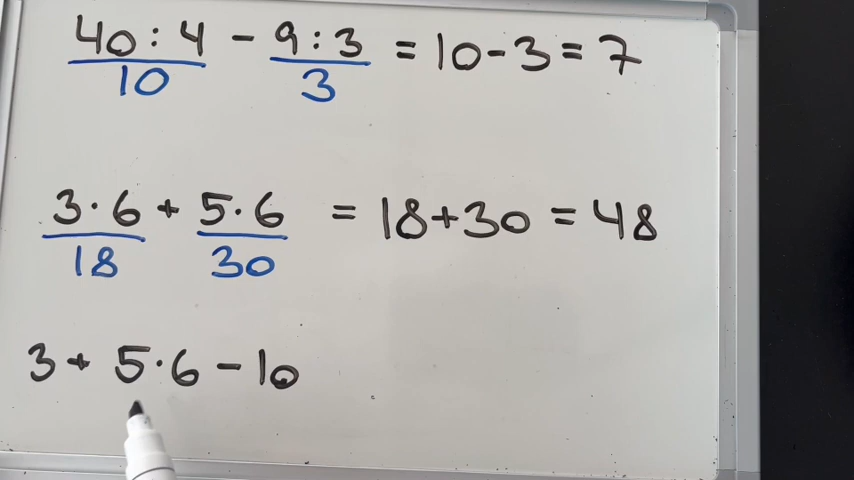 40 : 4 - 9 : 3 = 10 - 3 = 7
10 3
3 · 6 + 5 · 6 = 18 + 30 = 48
18 30
3 + 5 · 6 - 10